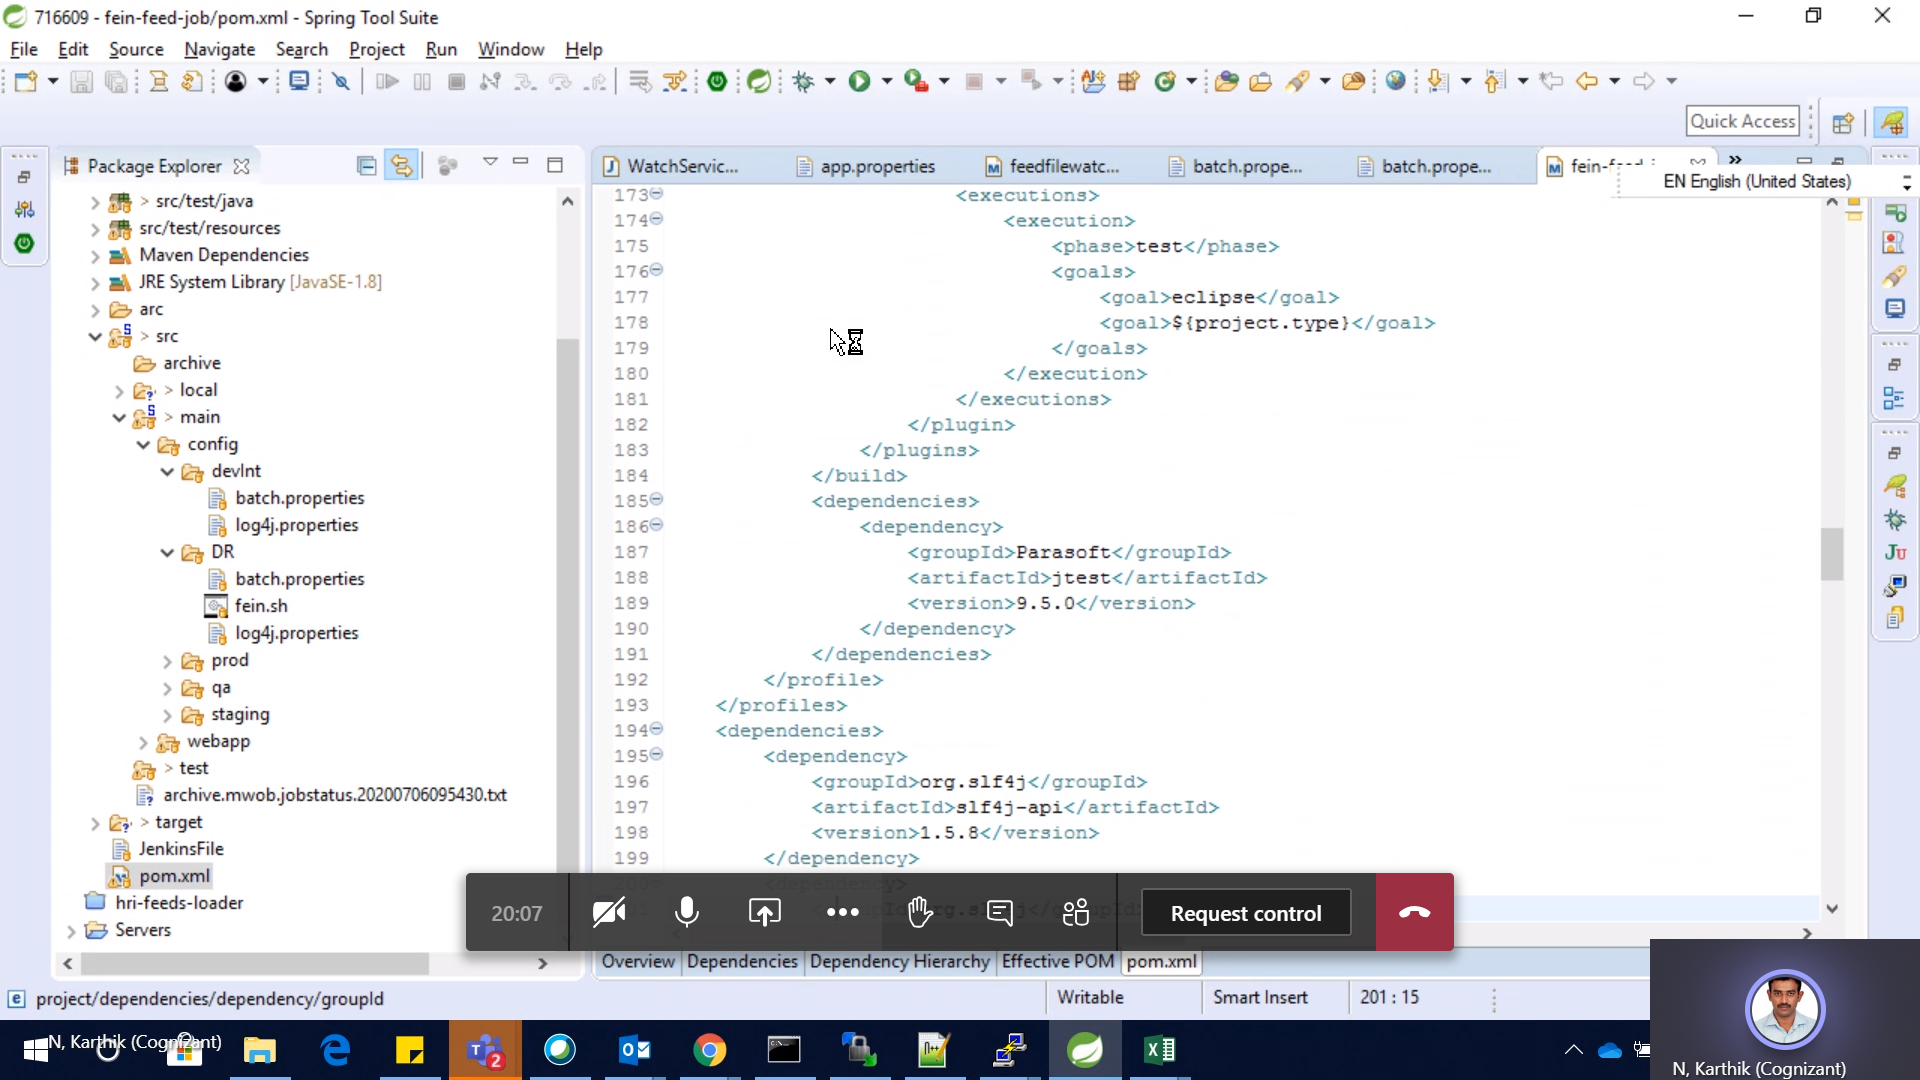 716609 - fein-feed-job/pom.xml - Spring Tool Suite
File Edit Source Navigate Search Project Run Window Help
Quick Access
Package Explorer
WatchServic... app.properties feedfilewatc... batch.prope... batch.prope...
EN English (United States)
> src/test/java
src/test/resources
Maven Dependencies
JRE System Library [JavaSE-1.8]
arc
> src
archive
> local
> main
config
devInt
batch.properties
log4j.properties
DR
batch.properties
fein.sh
log4j.properties
prod
qa
staging
webapp
> test
archive.mwob.jobstatus.20200706095430.txt
> target
JenkinsFile
pom.xml
hri-feeds-loader
Servers
173 <executions>
174 <execution>
175 <phase>test</phase>
176 <goals>
177 <goal>eclipse</goal>
178 <goal>${project.type}</goal>
179 </goals>
180 </execution>
181 </executions>
182 </plugin>
183 </plugins>
184 </build>
185 <dependencies>
186 <dependency>
187 <groupId>Parasoft</groupId>
188 <artifactId>jtest</artifactId>
189 <version>9.5.0</version>
190 </dependency>
191 </dependencies>
192 </profile>
193 </profiles>
194 <dependencies>
195 <dependency>
196 <groupId>org.slf4j</groupId>
197 <artifactId>slf4j-api</artifactId>
198 <version>1.5.8</version>
199 </dependency>
20:07 Request control
Overview Dependencies Dependency Hierarchy Effective POM pom.xml
project/dependencies/dependency/groupId
Writable Smart Insert 201 : 15
N, Karthik (Cognizant)
N, Karthik (Cognizant)